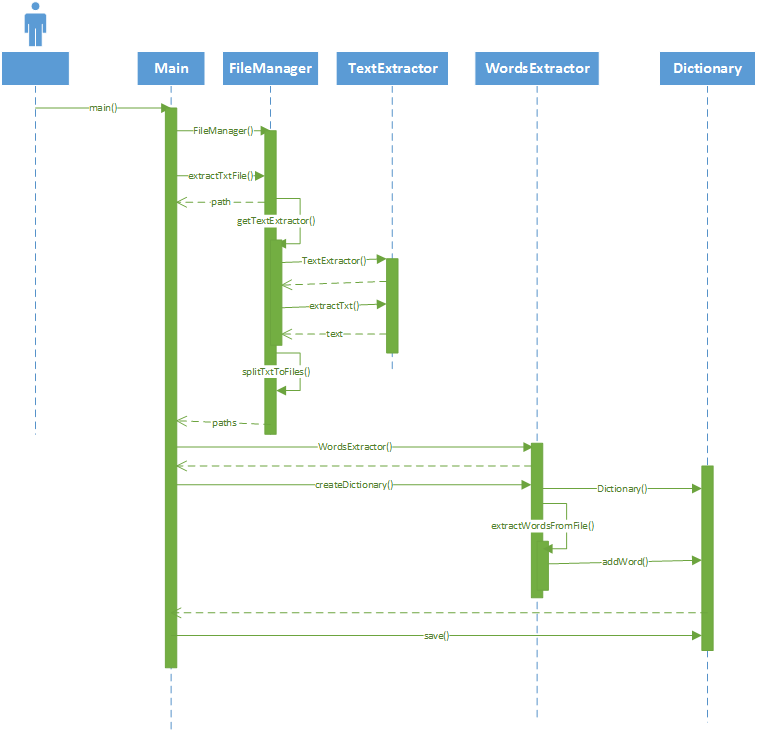 Main
FileManager
TextExtractor
WordsExtractor
Dictionary
main()
FileManager()
extractTxtFile()
path
getTextExtractor()
TextExtractor()
extractTxt()
text
splitTxtToFiles()
paths
WordsExtractor()
createDictionary()
Dictionary()
extractWordsFromFile()
addWord()
save()